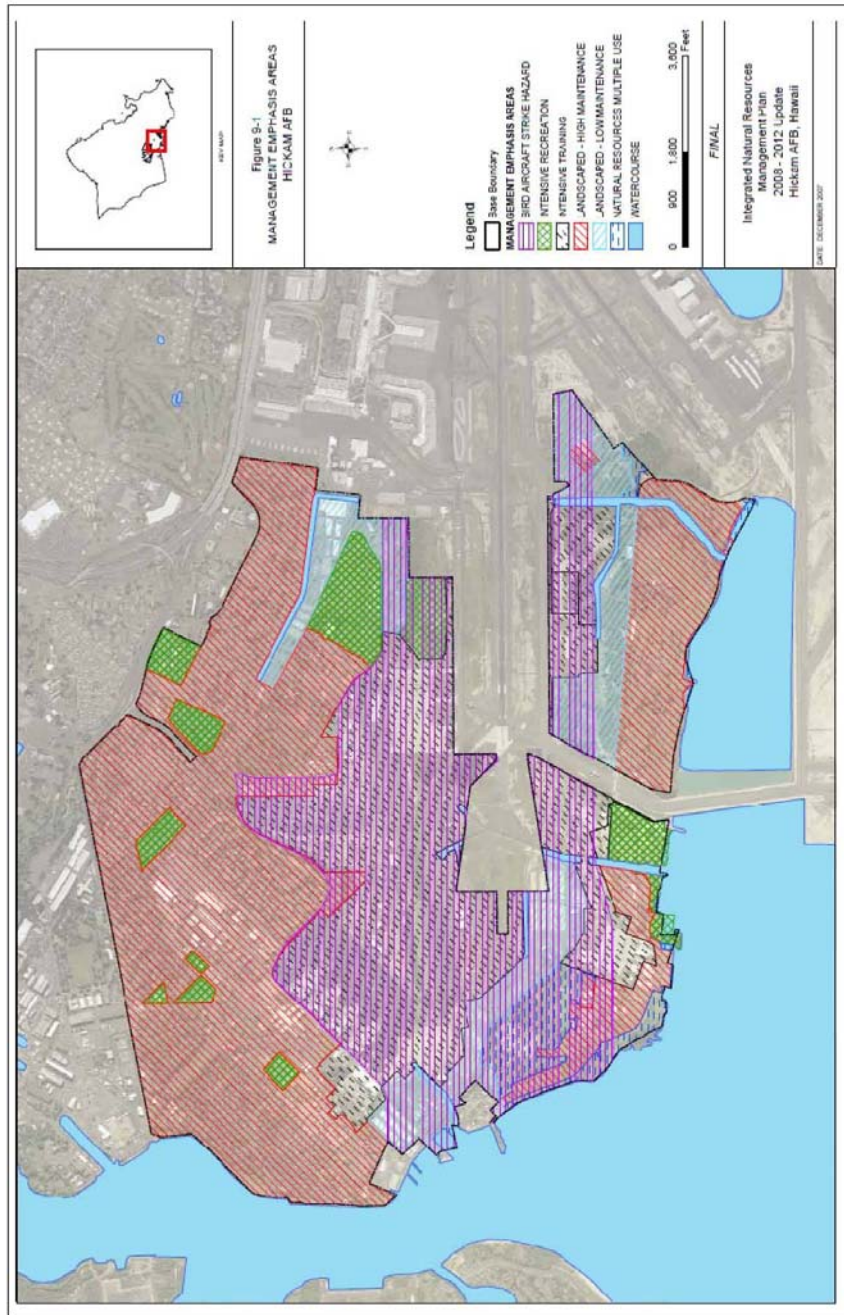 KEY MAP
Figure 9-1
MANAGEMENT EMPHASIS AREAS
HICKAM AFB
Legend
Base Boundary
MANAGEMENT EMPHASIS AREAS
BIRD AIRCRAFT STRIKE HAZARD
INTENSIVE RECREATION
INTENSIVE TRAINING
LANDSCAPED - HIGH MAINTENANCE
LANDSCAPED - LOW MAINTENANCE
NATURAL RESOURCES MULTIPLE USE
WATERCOURSE
0 900 1,800 3,600
Feet
FINAL
Integrated Natural Resources
Management Plan
2008 - 2012 Update
Hickam AFB, Hawaii
DATE: DECEMBER 2007